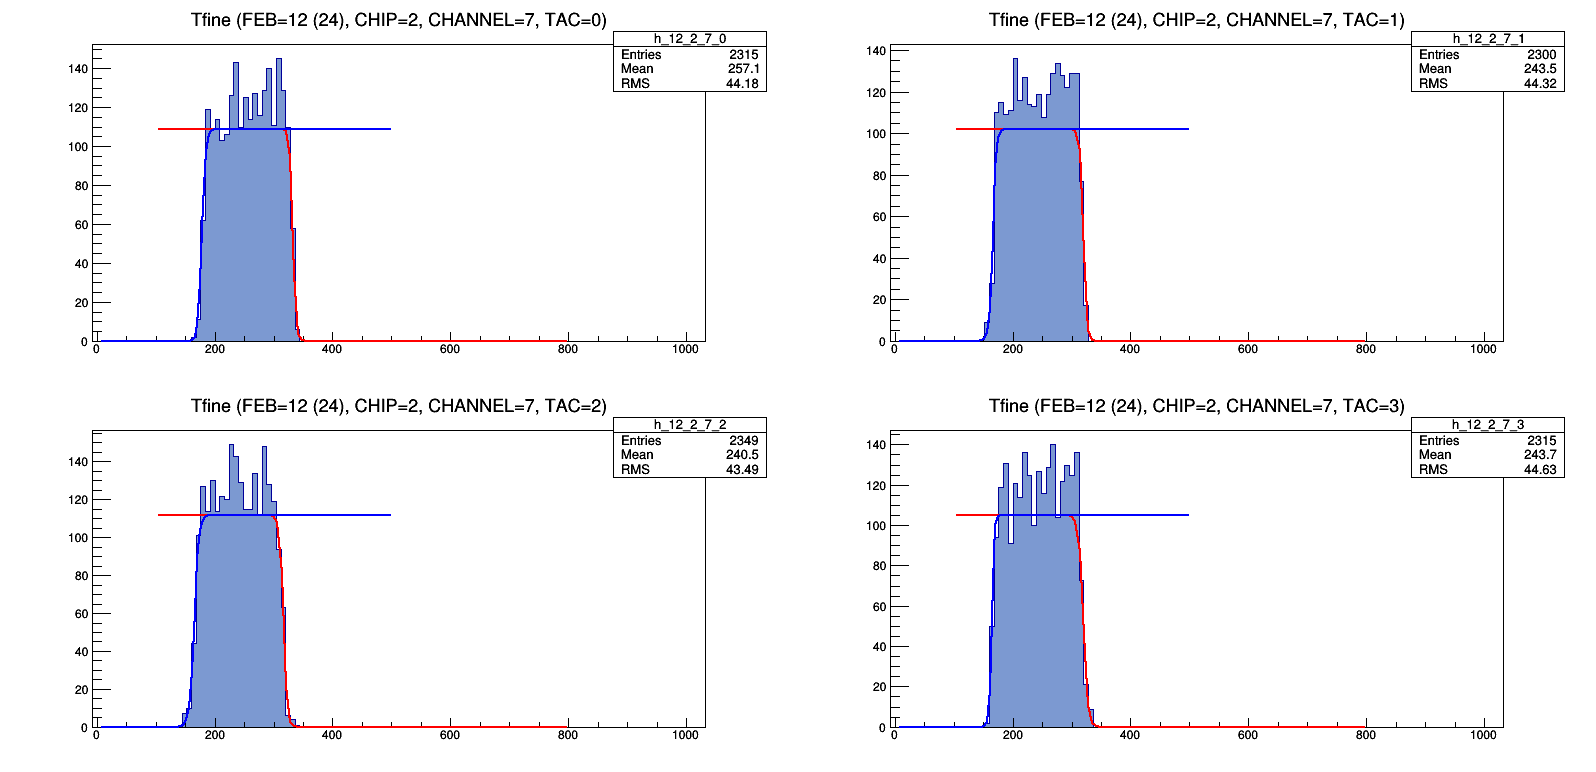 Tfine (FEB=12 (24), CHIP=2, CHANNEL=7, TAC=0)
h_12_2_7_0
Entries 2315
Mean 257.1
RMS 44.18
140
120
100
80
60
40
20
0
0 200 400 600 800 1000
Tfine (FEB=12 (24), CHIP=2, CHANNEL=7, TAC=1)
h_12_2_7_1
Entries 2300
Mean 243.5
RMS 44.32
140
120
100
80
60
40
20
0
0 200 400 600 800 1000
Tfine (FEB=12 (24), CHIP=2, CHANNEL=7, TAC=2)
h_12_2_7_2
Entries 2349
Mean 240.5
RMS 43.49
140
120
100
80
60
40
20
0
0 200 400 600 800 1000
Tfine (FEB=12 (24), CHIP=2, CHANNEL=7, TAC=3)
h_12_2_7_3
Entries 2315
Mean 243.7
RMS 44.63
140
120
100
80
60
40
20
0
0 200 400 600 800 1000